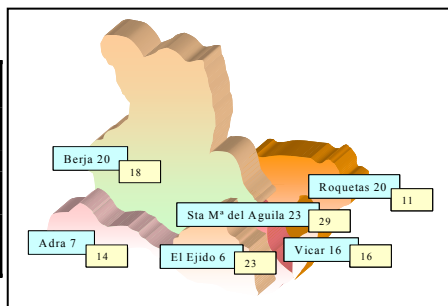 Berja 20
18
Roquetas 20
11
Sta Mª del Aguila 23
29
Adra 7
14
El Ejido 6
23
Vicar 16
16